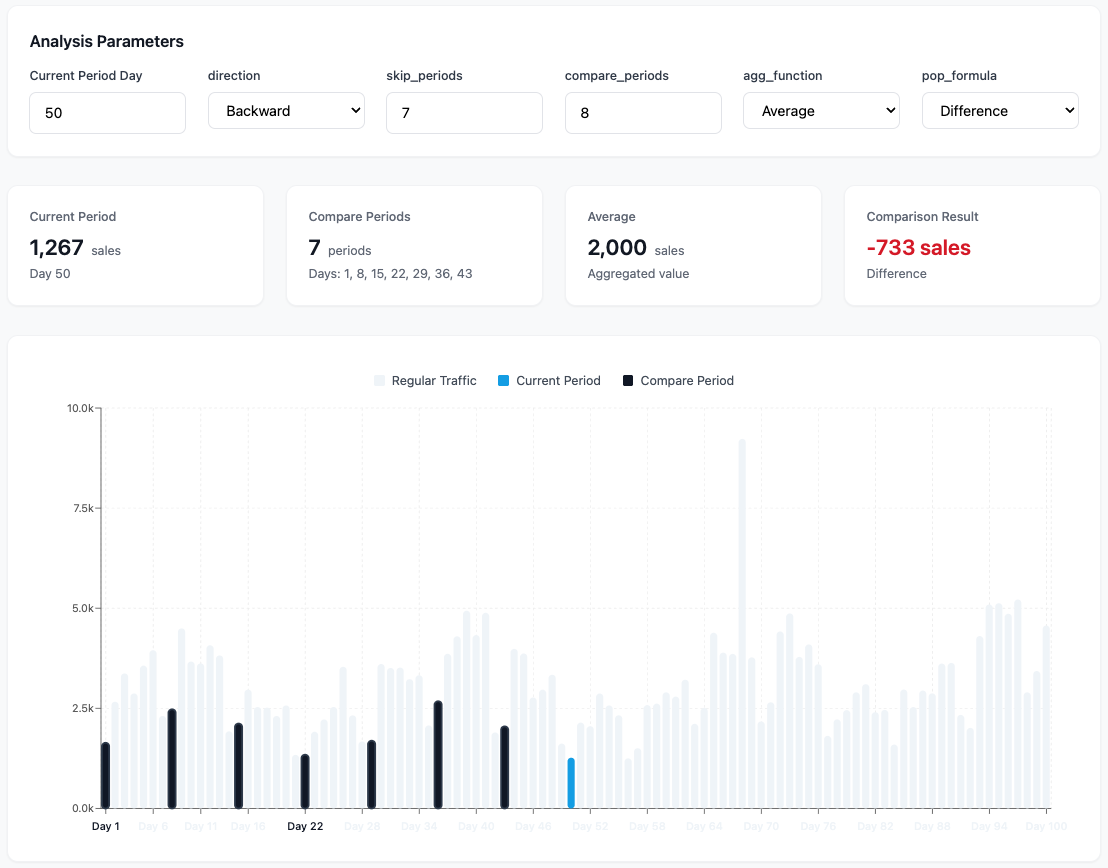 Analysis Parameters
Current Period Day direction skip_periods compare_periods agg_function pop_formula
50 Backward 7 8 Average Difference
Current Period Compare Periods Average Comparison Result
1,267 sales 7 periods 2,000 sales -733 sales
Day 50 Days: 1, 8, 15, 22, 29, 36, 43 Aggregated value Difference
Regular Traffic Current Period Compare Period
10.0k
7.5k
5.0k
2.5k
0.0k
Day 1 Day 6 Day 11 Day 16 Day 22 Day 28 Day 34 Day 40 Day 46 Day 52 Day 58 Day 64 Day 70 Day 76 Day 82 Day 88 Day 94 Day 100